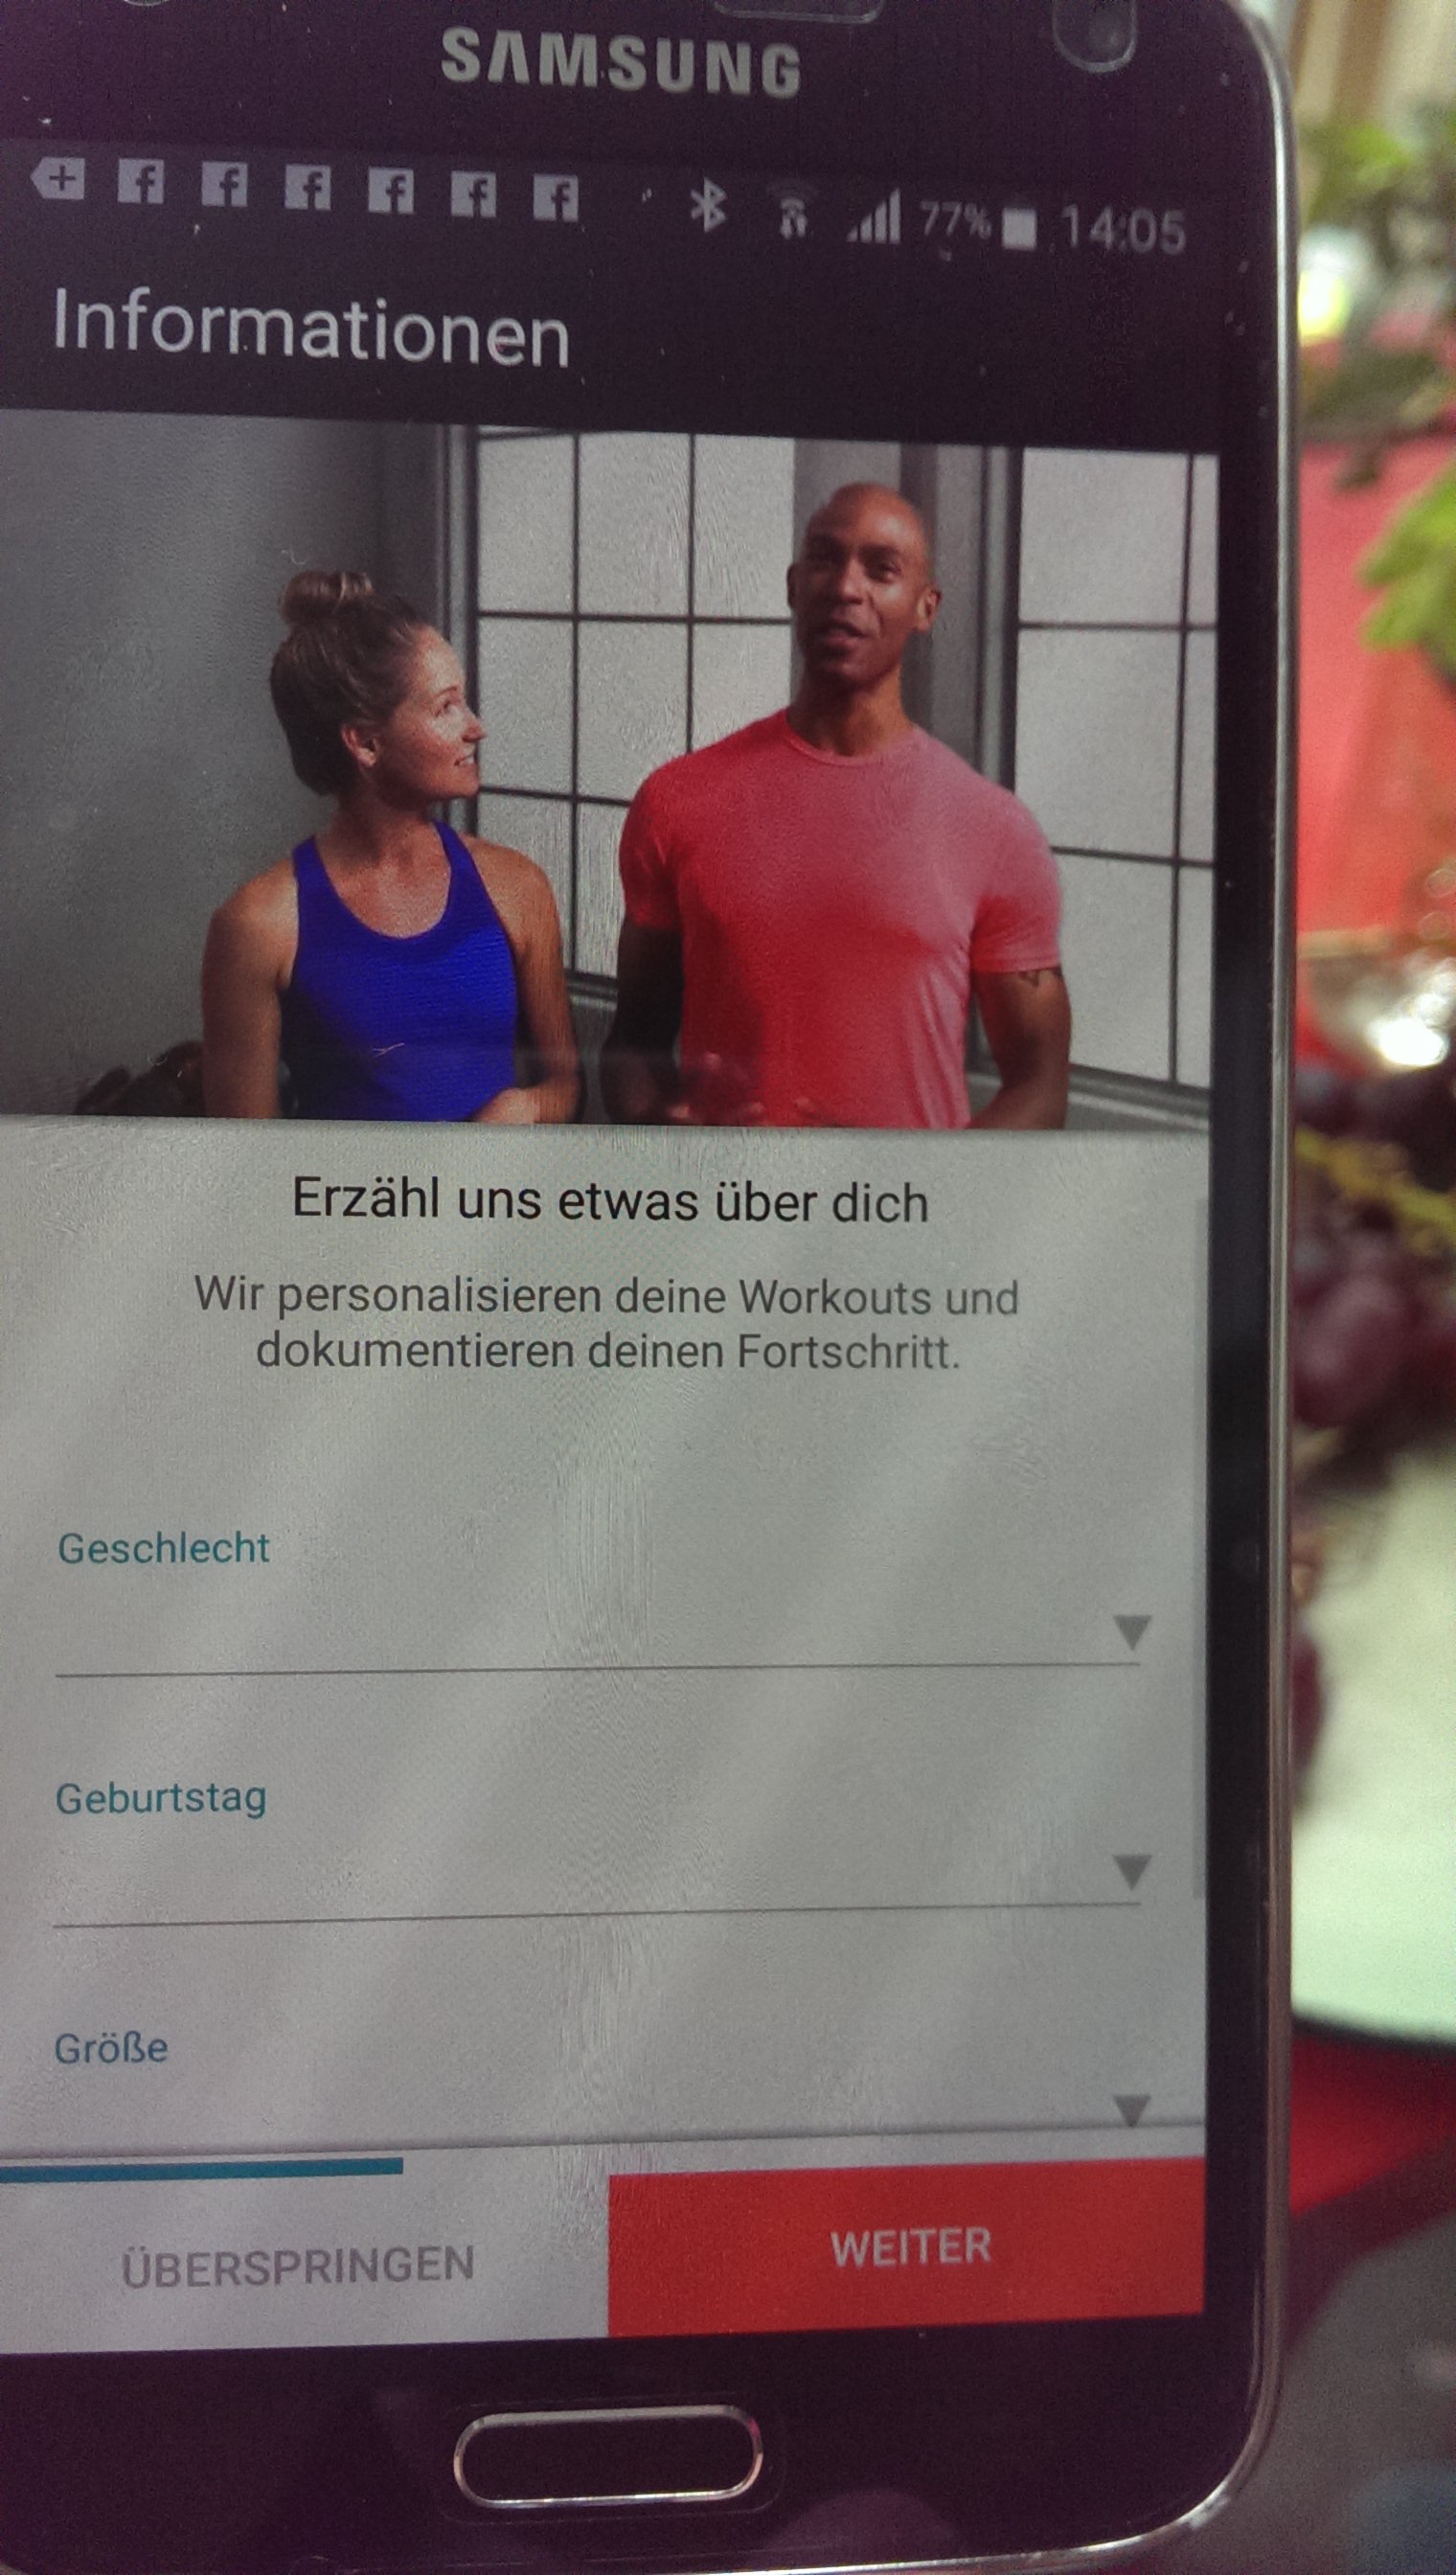 SAMSUNG
77% 14:05
Informationen
Erzähl uns etwas über dich
Wir personalisieren deine Workouts und
dokumentieren deinen Fortschritt.
Geschlecht
Geburtstag
Größe
ÜBERSPRINGEN WEITER